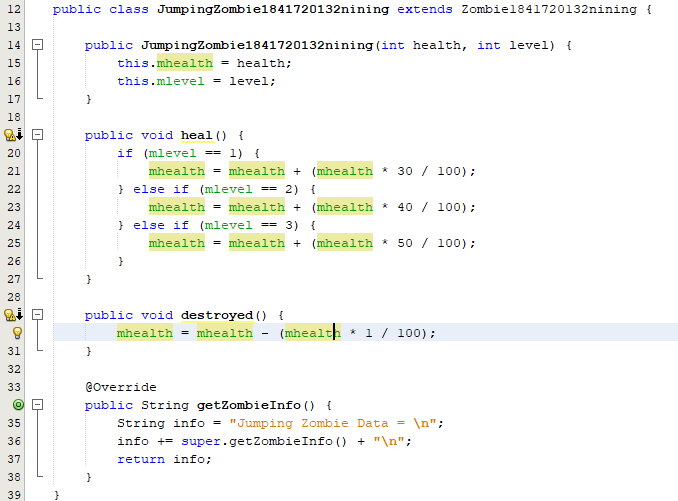 12 public class JumpingZombie1841720132nining extends Zombie1841720132nining {
13
14     public JumpingZombie1841720132nining(int health, int level) {
15         this.mhealth = health;
16         this.mlevel = level;
17     }
18
    public void heal() {
20         if (mlevel == 1) {
21             mhealth = mhealth + (mhealth * 30 / 100);
22         } else if (mlevel == 2) {
23             mhealth = mhealth + (mhealth * 40 / 100);
24         } else if (mlevel == 3) {
25             mhealth = mhealth + (mhealth * 50 / 100);
26         }
27     }
28
    public void destroyed() {
        mhealth = mhealth - (mhealth * 1 / 100);
31     }
32
33     @Override
    public String getZombieInfo() {
35         String info = "Jumping Zombie Data = \n";
36         info += super.getZombieInfo() + "\n";
37         return info;
38     }
39 }